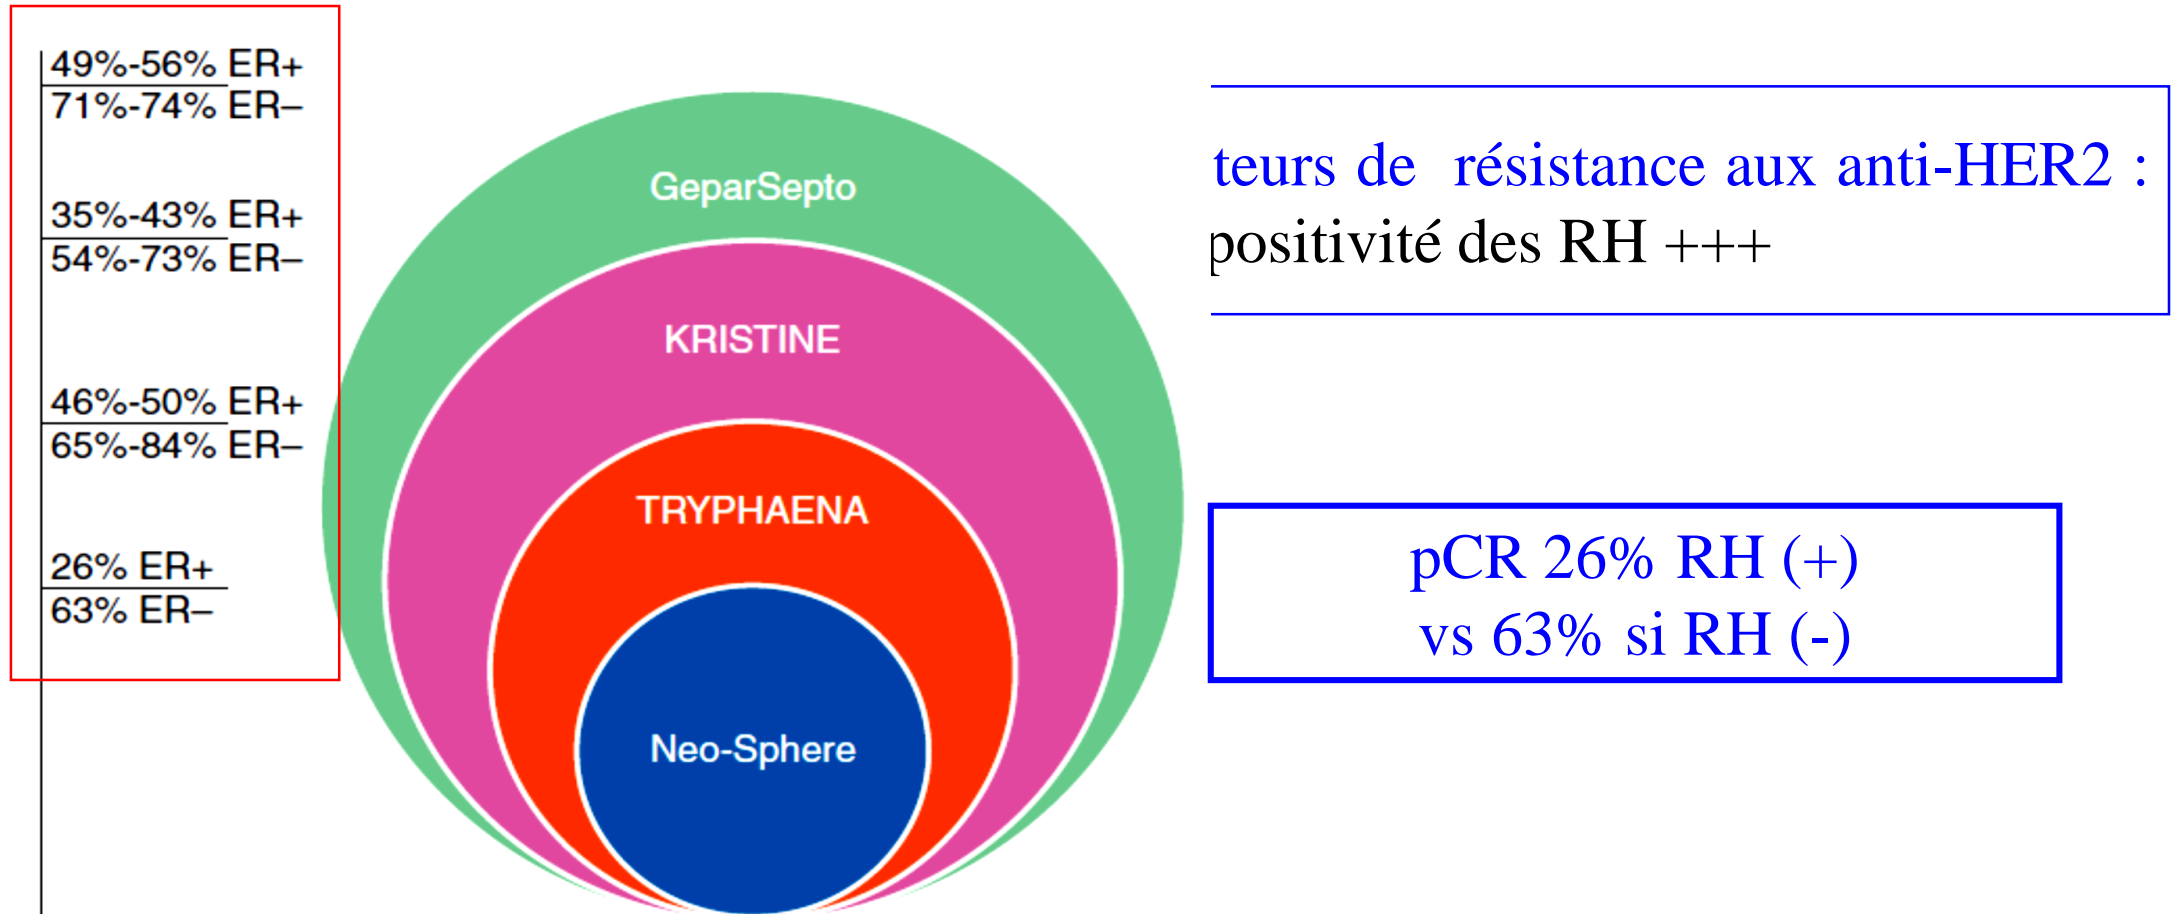 49%-56% ER+
71%-74% ER–
35%-43% ER+
54%-73% ER–
46%-50% ER+
65%-84% ER–
26% ER+
63% ER–
GeparSepto
KRISTINE
TRYPHAENA
Neo-Sphere
teurs de résistance aux anti-HER2 :
positivité des RH +++
pCR 26% RH (+)
vs 63% si RH (-)